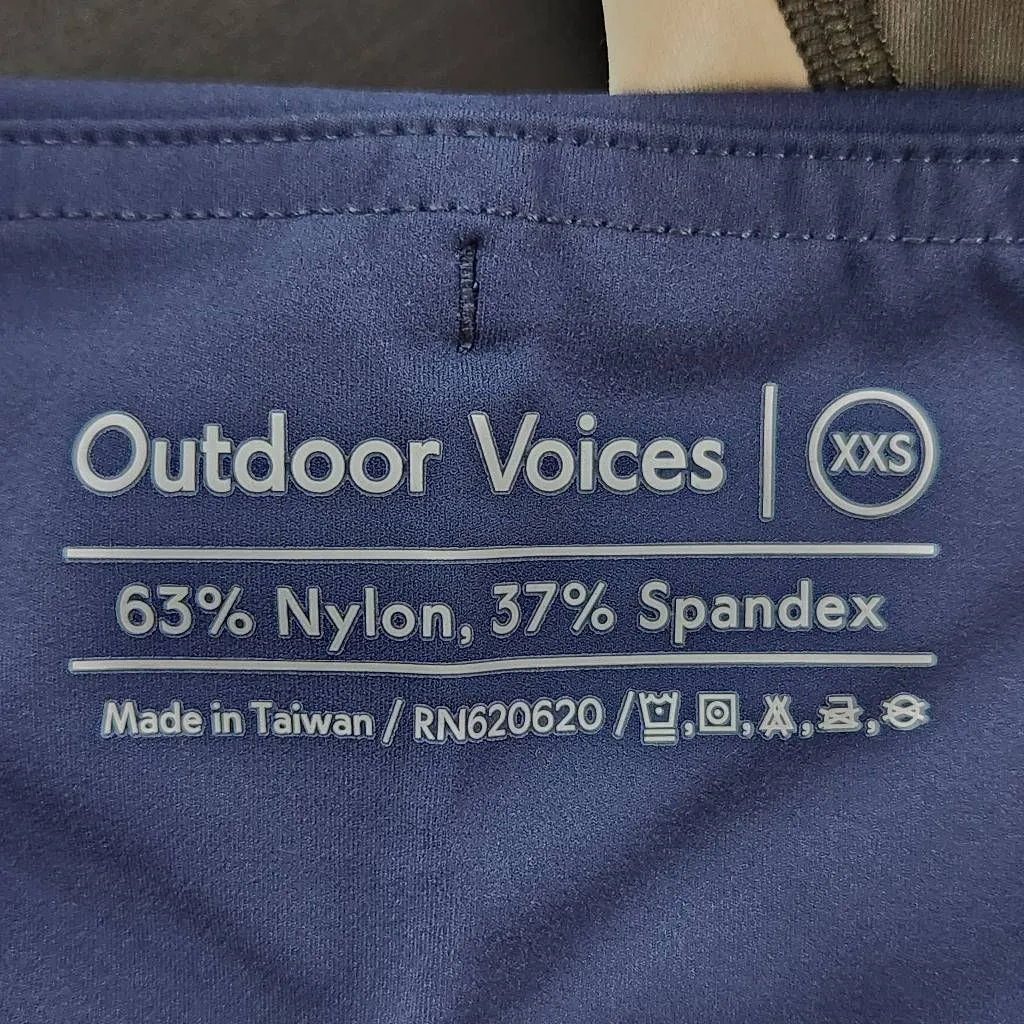 Outdoor Voices | XXS
63% Nylon, 37% Spandex
Made in Taiwan / RN620620 /